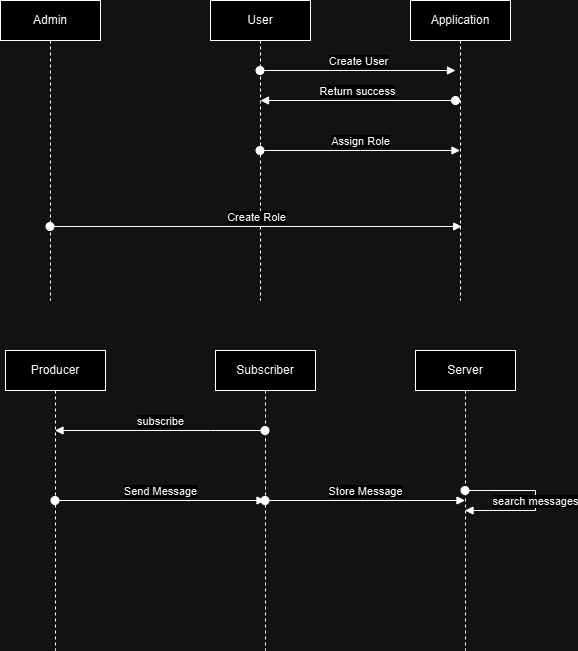 Admin
User
Application
Create User
Return success
Assign Role
Create Role
Producer
Subscriber
Server
subscribe
Send Message
Store Message
search messages